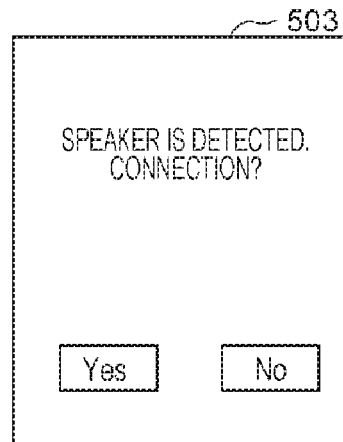 503
SPEAKER IS DETECTED.
CONNECTION?
Yes No